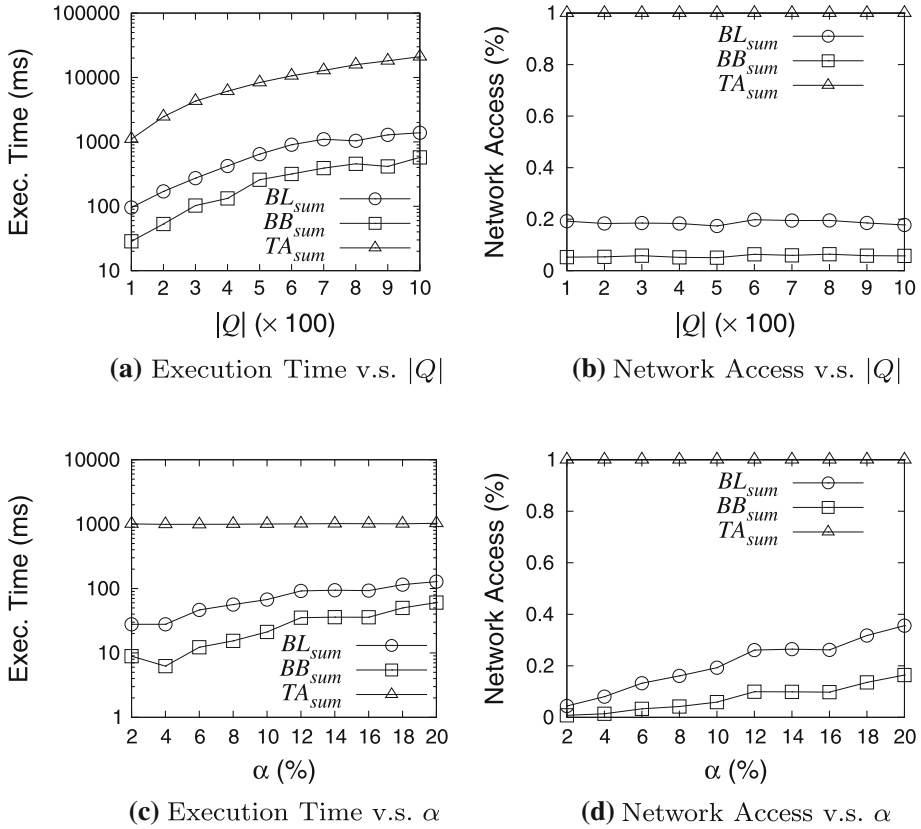 100000
10000
1000
100
10
Exec. Time (ms)
BL_sum
BB_sum
TA_sum
1 2 3 4 5 6 7 8 9 10
|Q| (× 100)
(a) Execution Time v.s. |Q|
1
0.8
0.6
0.4
0.2
0
Network Access (%)
BL_sum
BB_sum
TA_sum
1 2 3 4 5 6 7 8 9 10
|Q| (× 100)
(b) Network Access v.s. |Q|
10000
1000
100
10
1
Exec. Time (ms)
BL_sum
BB_sum
TA_sum
2 4 6 8 10 12 14 16 18 20
α (%)
(c) Execution Time v.s. α
1
0.8
0.6
0.4
0.2
0
Network Access (%)
BL_sum
BB_sum
TA_sum
2 4 6 8 10 12 14 16 18 20
α (%)
(d) Network Access v.s. α